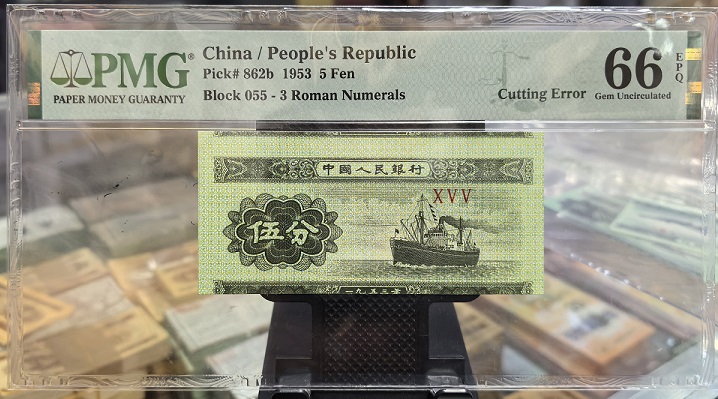 PMG
PAPER MONEY GUARANTY
China / People's Republic
Pick# 862b 1953 5 Fen
Block 055 - 3 Roman Numerals
Cutting Error
66
Gem Uncirculated
EPQ
中國人民銀行
XVV
伍分
一九五三年